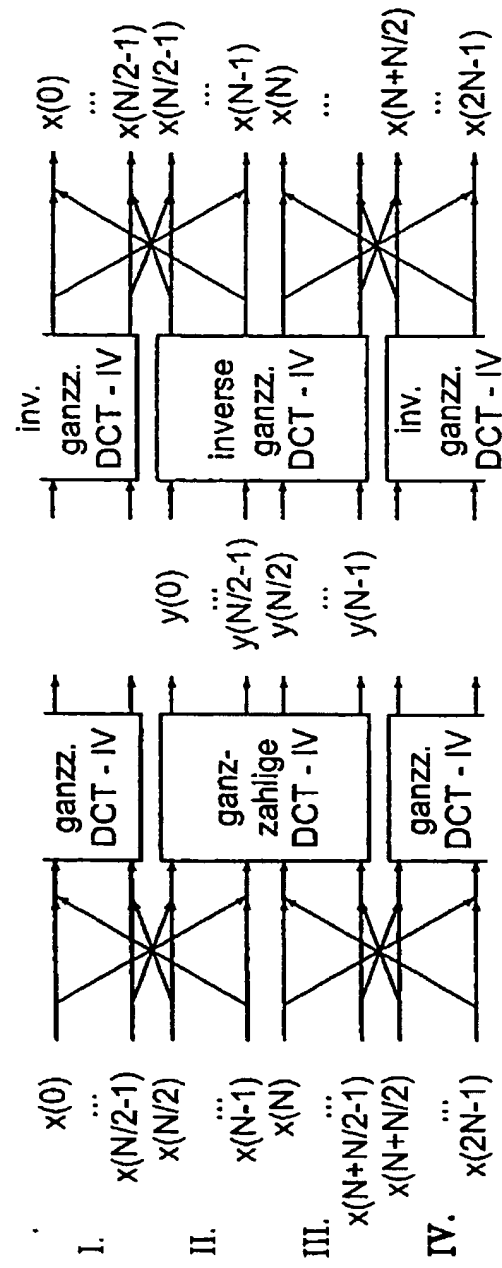 I.
II.
III.
IV.
x(0)
...
x(N/2-1)
x(N/2)
...
x(N-1)
x(N)
...
x(N+N/2-1)
x(N+N/2)
...
x(2N-1)
ganzz.
DCT - IV
ganz-
zahlige
DCT - IV
ganzz.
DCT - IV
y(0)
...
y(N/2-1)
y(N/2)
...
y(N-1)
inv.
ganzz.
DCT - IV
inverse
ganzz.
DCT - IV
inv.
ganzz.
DCT - IV
x(0)
...
x(N/2-1)
x(N/2-1)
...
x(N-1)
x(N)
...
x(N+N/2)
...
x(2N-1)